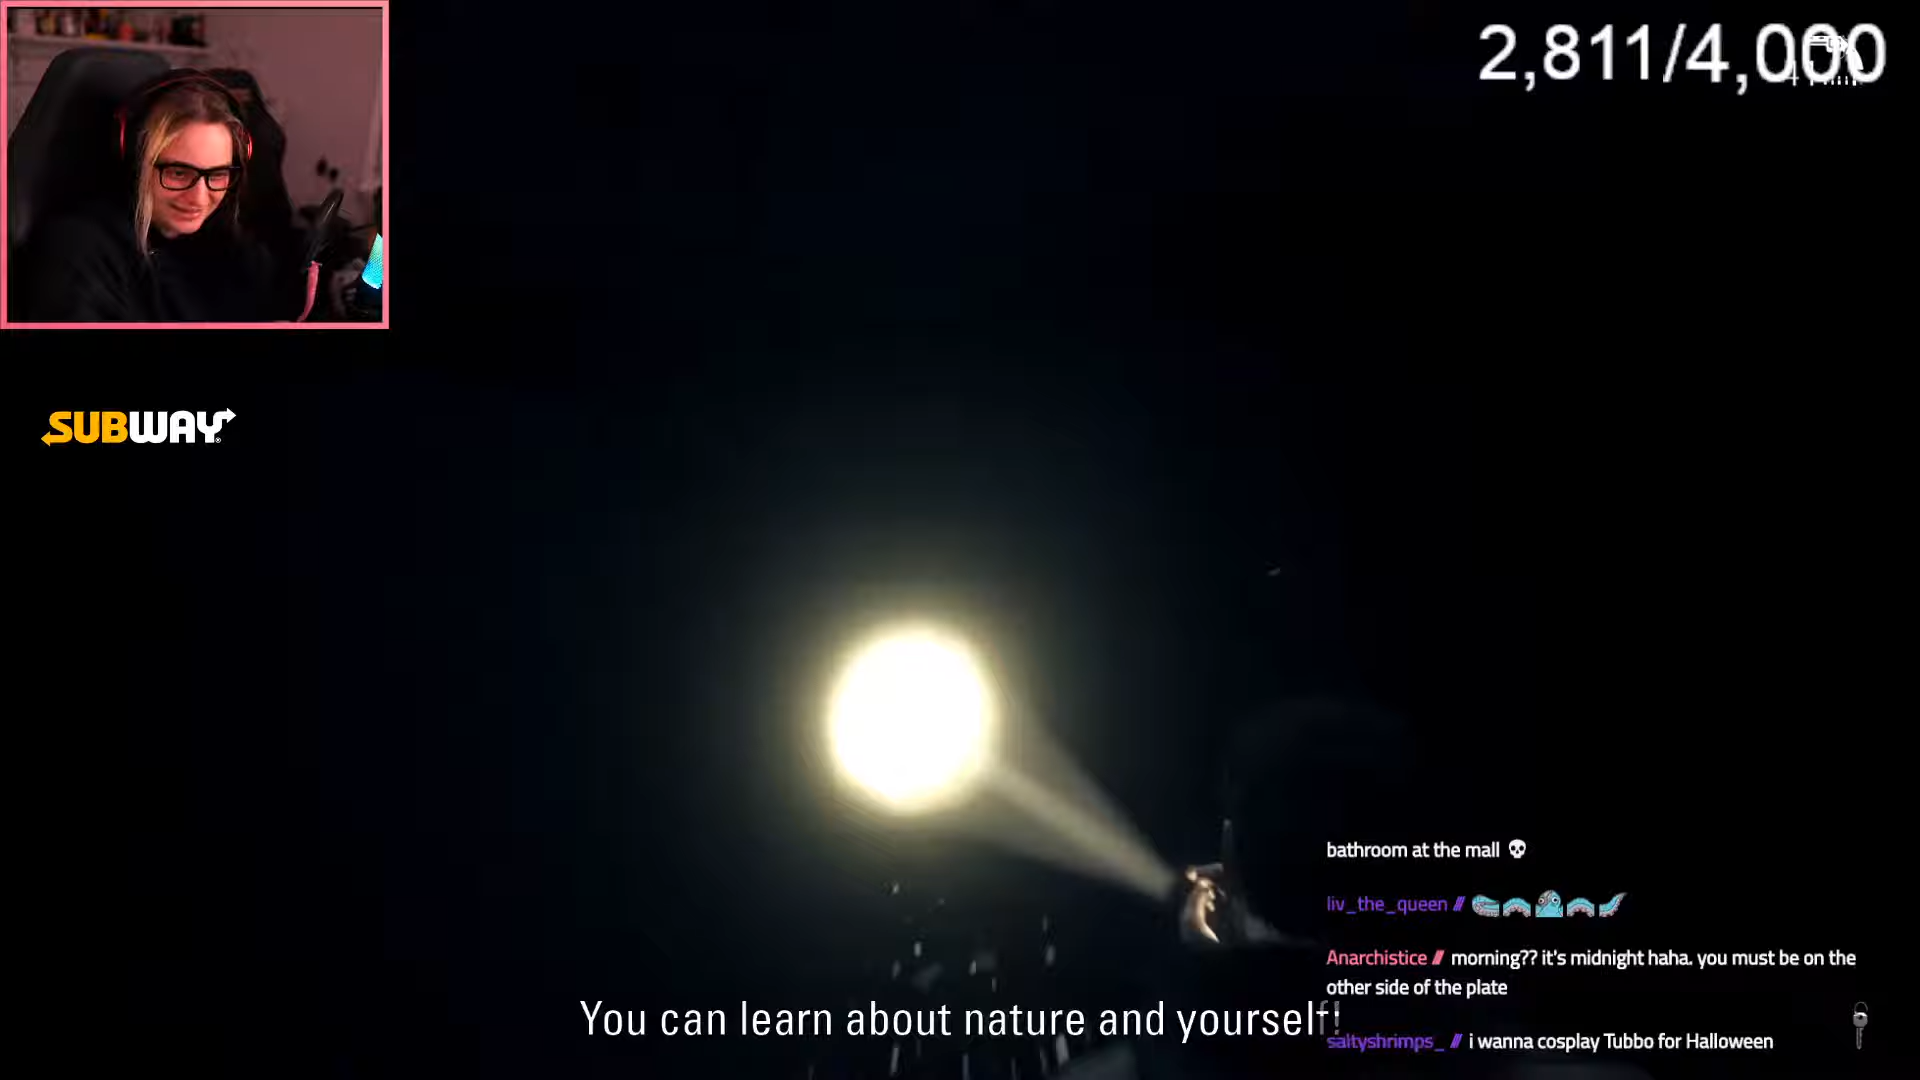 2,811/4,000
SUBWAY
bathroom at the mall
liv_the_queen //
Anarchistice // morning?? it's midnight haha. you must be on the
other side of the plate
You can learn about nature and yourself!
saltyshrimps_ // i wanna cosplay Tubbo for Halloween